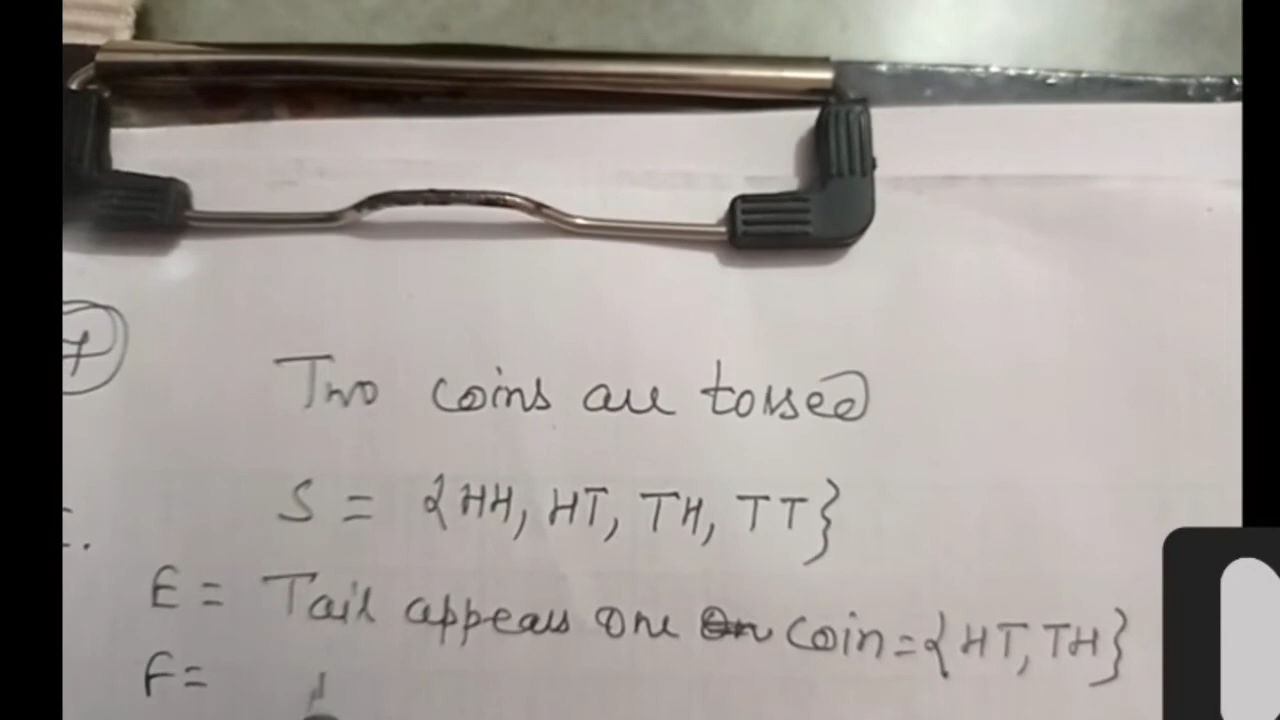 7
Two coins are tossed
S = {HH, HT, TH, TT}
E = Tail appears one coin = {HT, TH}
F =